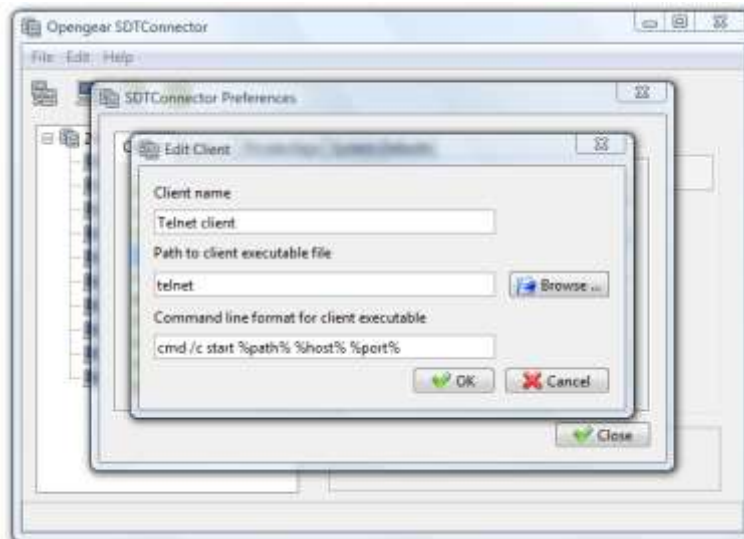 Opengear SDTConnector
File Edit Help
SDTConnector Preferences
Edit Client
Client name
Telnet client
Path to client executable file
telnet
Browse ...
Command line format for client executable
cmd /c start %path% %host% %port%
OK
Cancel
Close